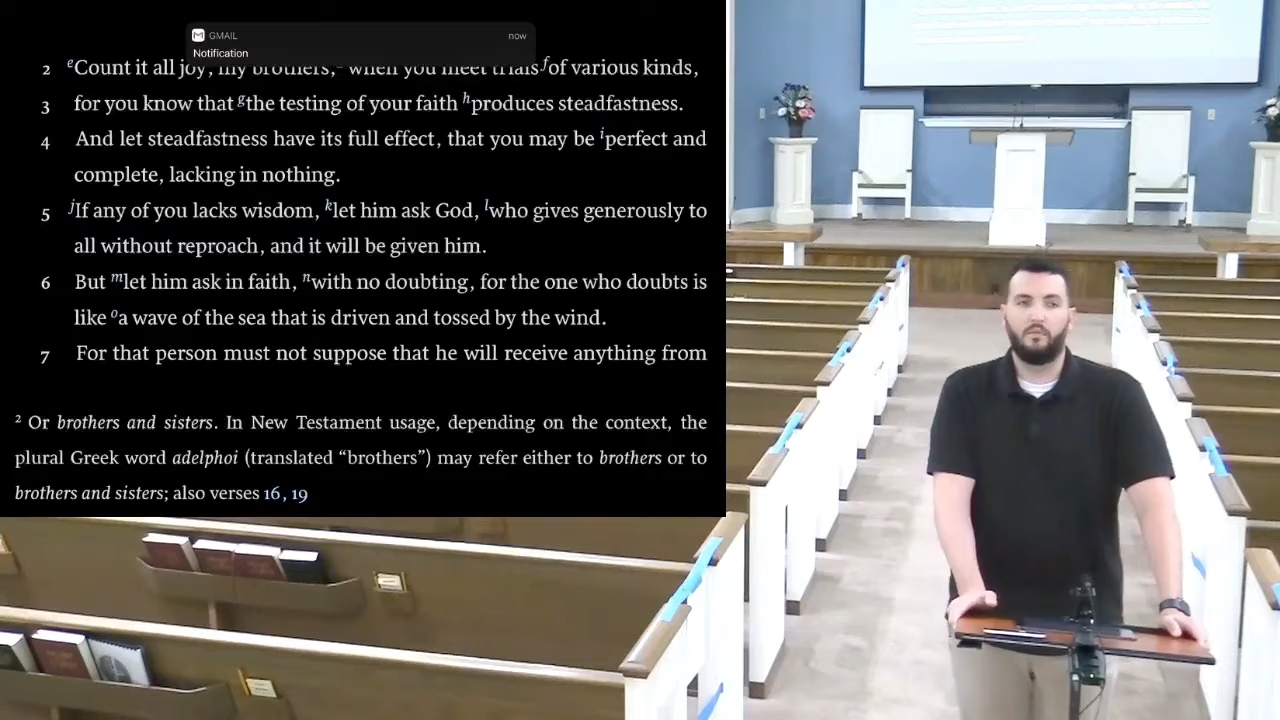 GMAIL now
Notification
2 eCount it all joy, my brothers,2 when you meet trials fof various kinds,
3 for you know that gthe testing of your faith hproduces steadfastness.
4 And let steadfastness have its full effect, that you may be iperfect and
complete, lacking in nothing.
5 jIf any of you lacks wisdom, klet him ask God, lwho gives generously to
all without reproach, and it will be given him.
6 But mlet him ask in faith, nwith no doubting, for the one who doubts is
like oa wave of the sea that is driven and tossed by the wind.
7 For that person must not suppose that he will receive anything from
2 Or brothers and sisters. In New Testament usage, depending on the context, the
plural Greek word adelphoi (translated “brothers”) may refer either to brothers or to
brothers and sisters; also verses 16, 19